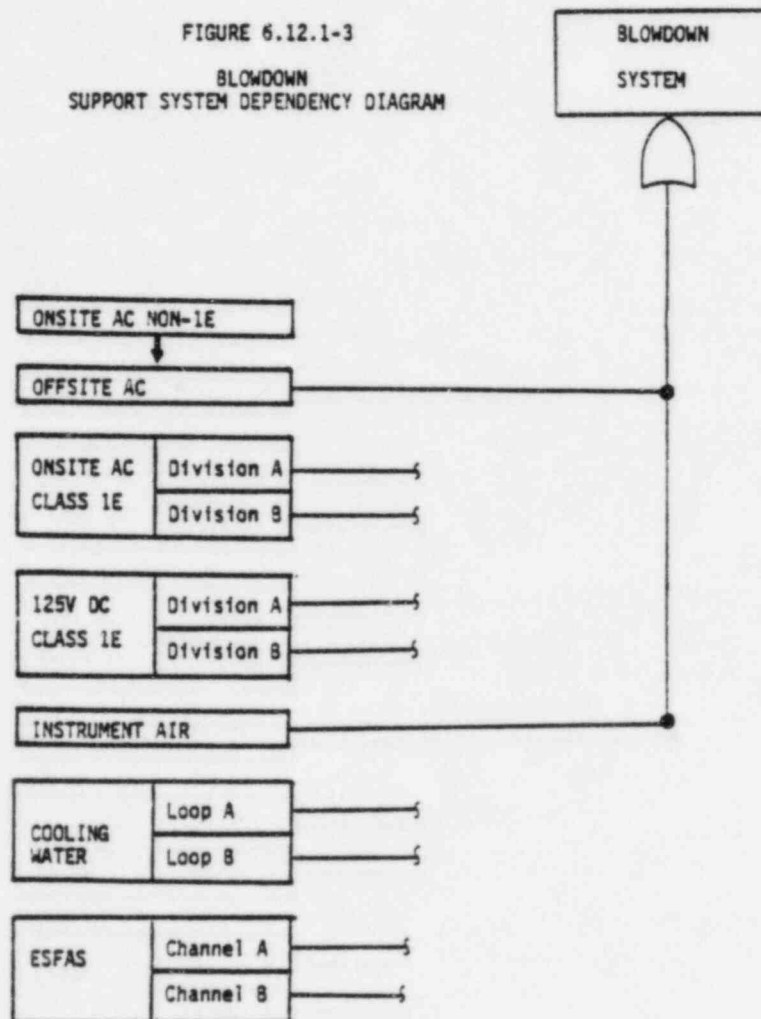 FIGURE 6.12.1-3
BLOWDOWN
SUPPORT SYSTEM DEPENDENCY DIAGRAM
BLOWDOWN
SYSTEM
ONSITE AC NON-1E
OFFSITE AC
ONSITE AC
CLASS 1E
Division A
Division B
125V DC
CLASS 1E
Division A
Division B
INSTRUMENT AIR
COOLING
WATER
Loop A
Loop B
ESFAS
Channel A
Channel B